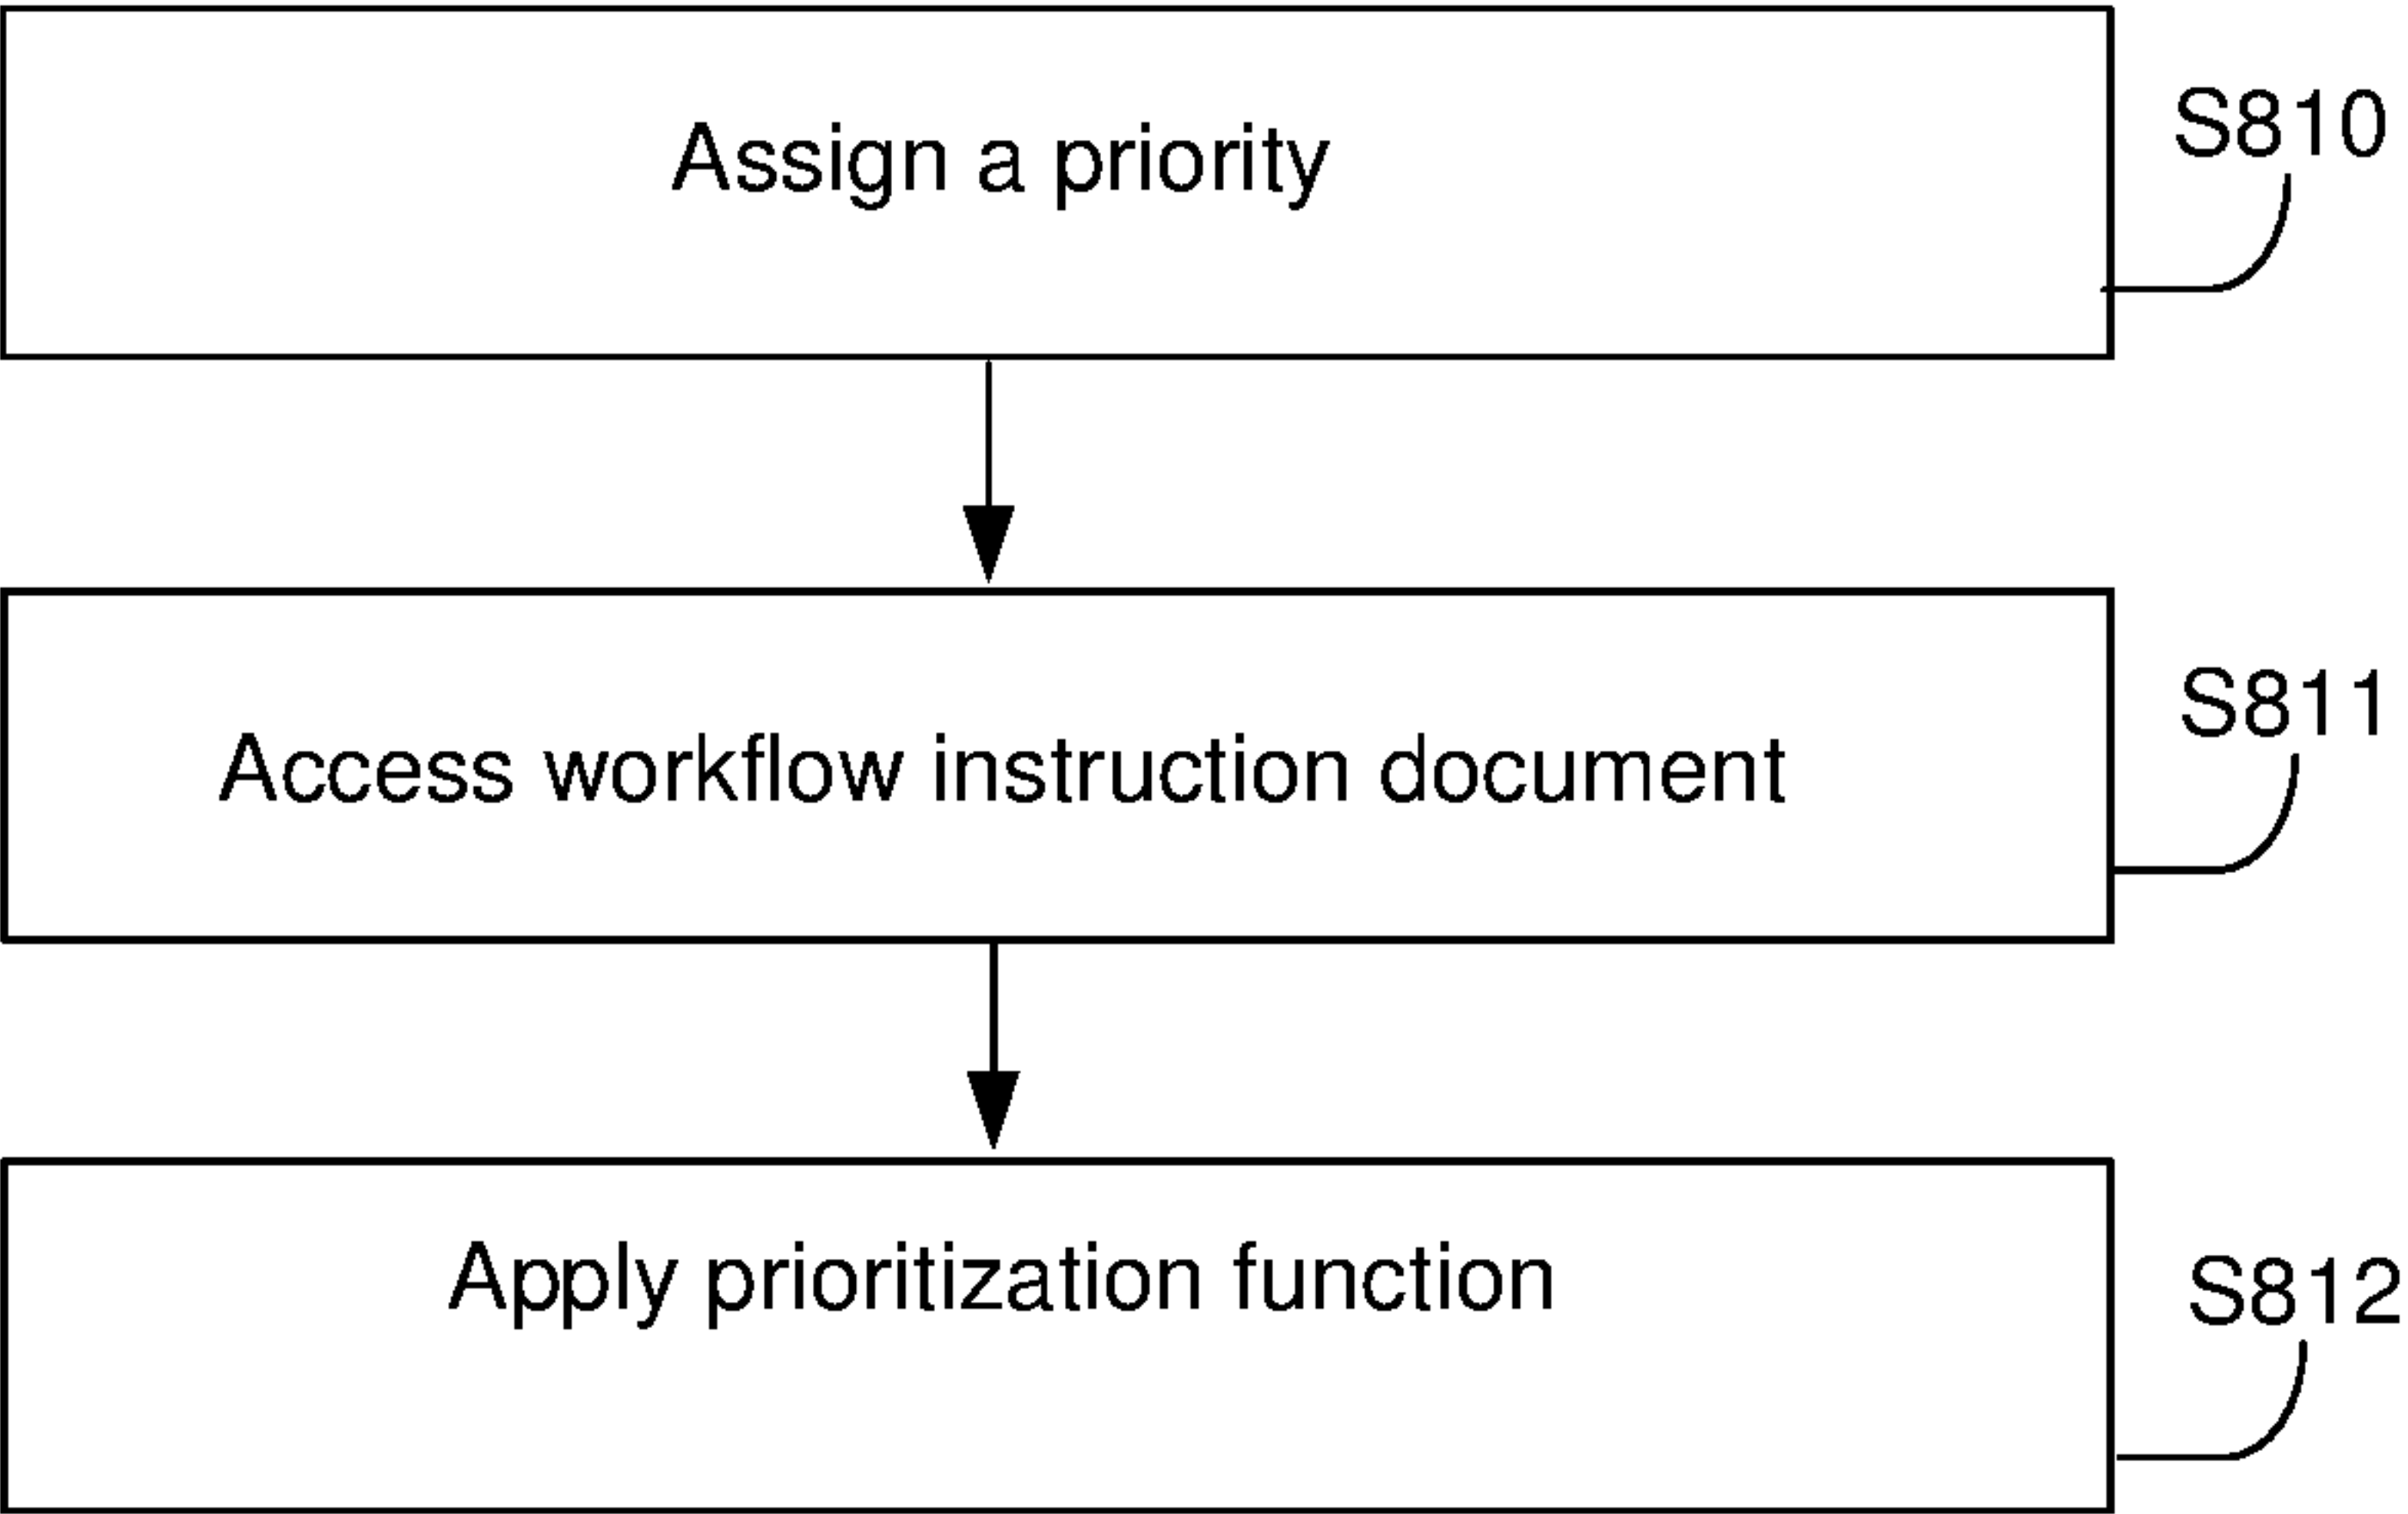 Assign a priority
S810
Access workflow instruction document
S811
Apply prioritization function
S812